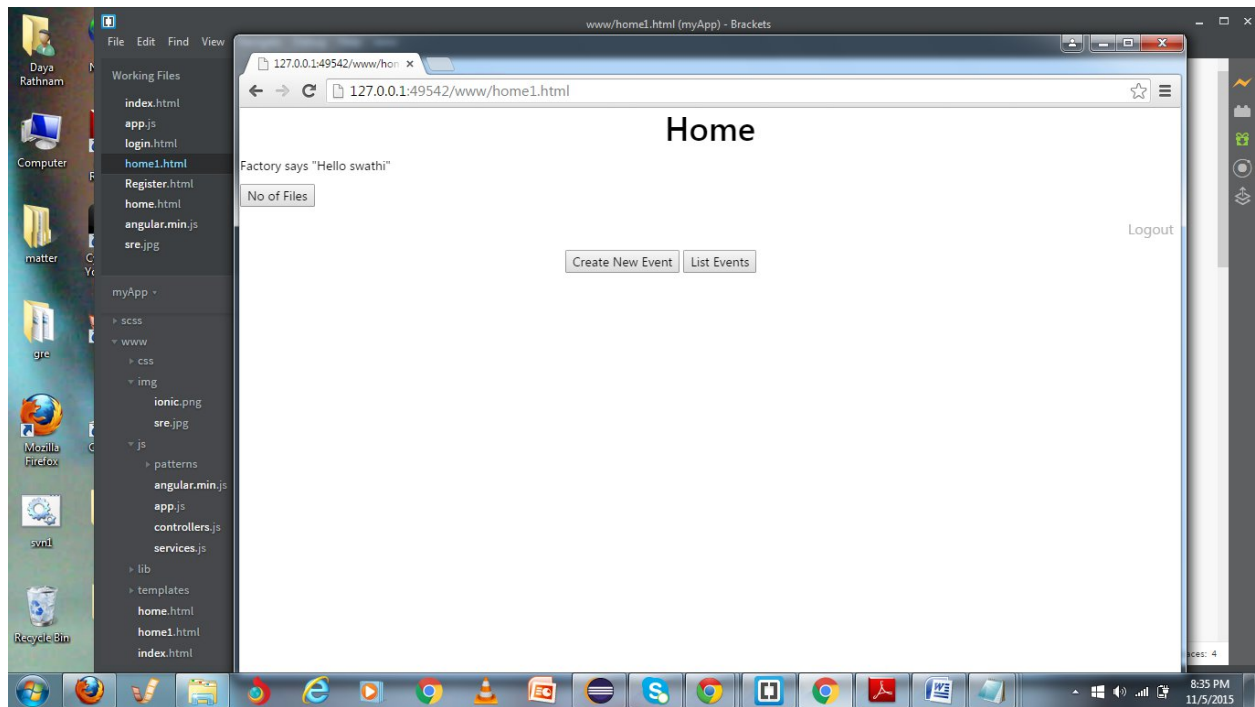 www/home1.html (myApp) - Brackets
File Edit Find View
Daya
Rathnam
Computer
matter
gre
Mozilla
Firefox
svn1
Recycle Bin
Working Files
index.html
app.js
login.html
home1.html
Register.html
home.html
angular.min.js
sre.jpg
myApp
scss
www
css
img
ionic.png
sre.jpg
js
patterns
angular.min.js
app.js
controllers.js
services.js
lib
templates
home.html
home1.html
index.html
127.0.0.1:49542/www/hon
127.0.0.1:49542/www/home1.html
Home
Factory says "Hello swathi"
No of Files
Logout
Create New Event List Events
8:35 PM
11/5/2015